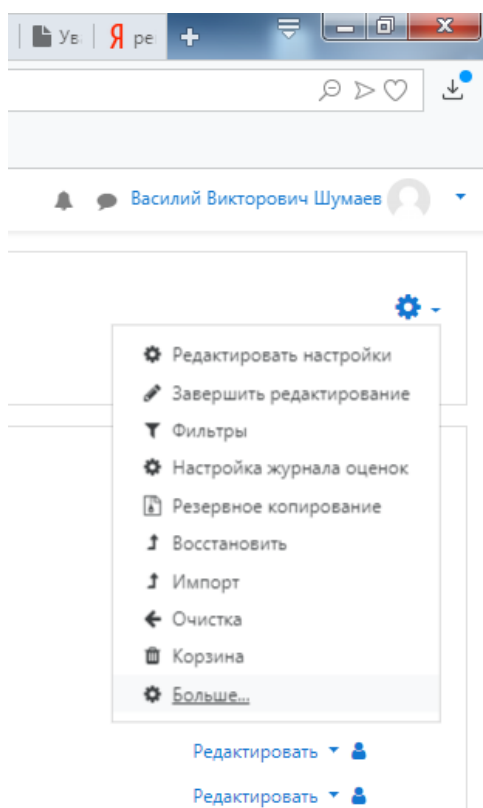 Ув. Я ре
Василий Викторович Шумаев
Редактировать настройки
Завершить редактирование
Фильтры
Настройка журнала оценок
Резервное копирование
Восстановить
Импорт
Очистка
Корзина
Больше...
Редактировать
Редактировать